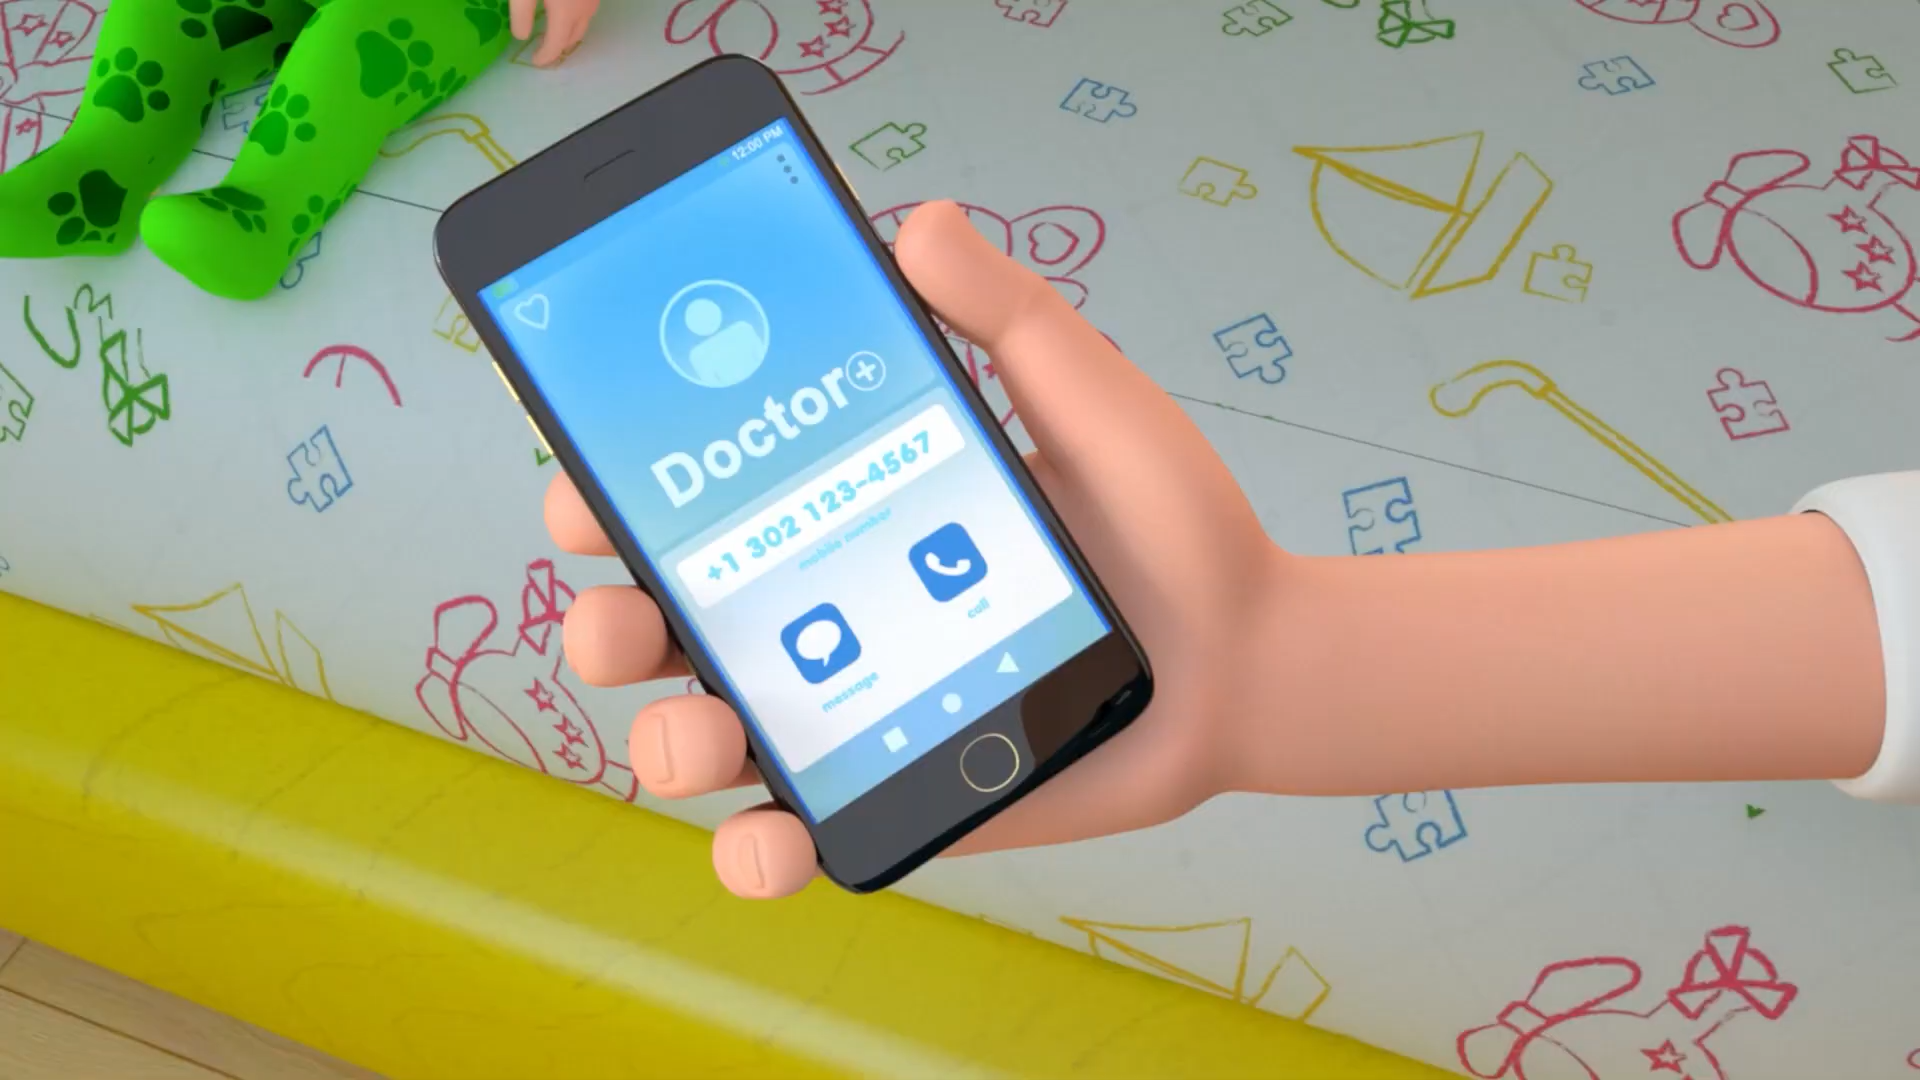 12:00 PM
Doctor
+1 302 123-4567
mobile number
message
call